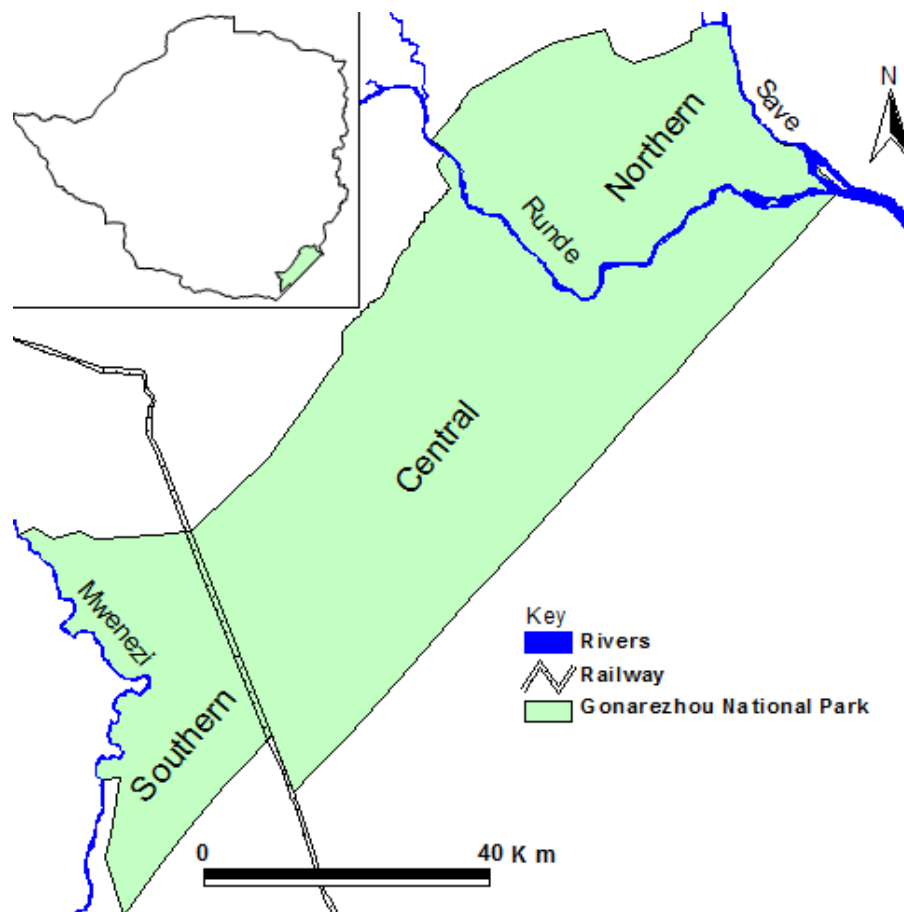 N
Save
Northern
Runde
Central
Mwenezi
Southern
Key
Rivers
Railway
Gonarezhou National Park
0 40 K m